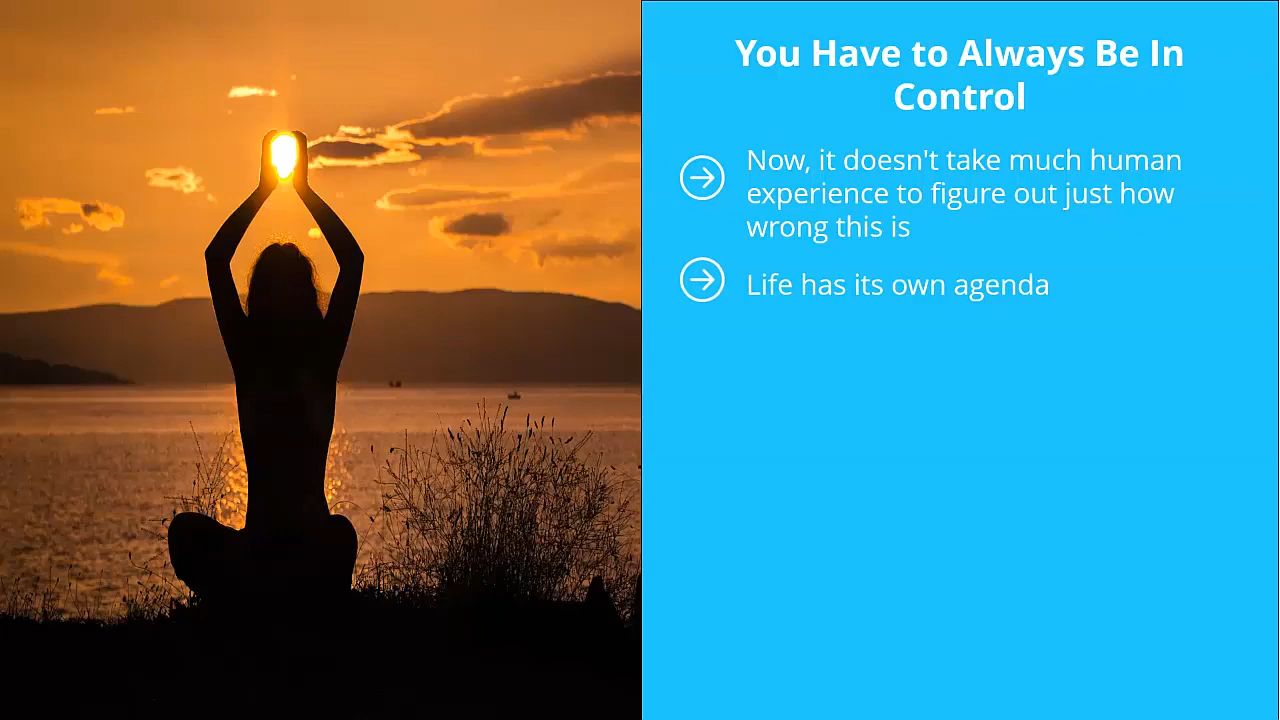 You Have to Always Be In
Control
Now, it doesn't take much human
experience to figure out just how
wrong this is
Life has its own agenda